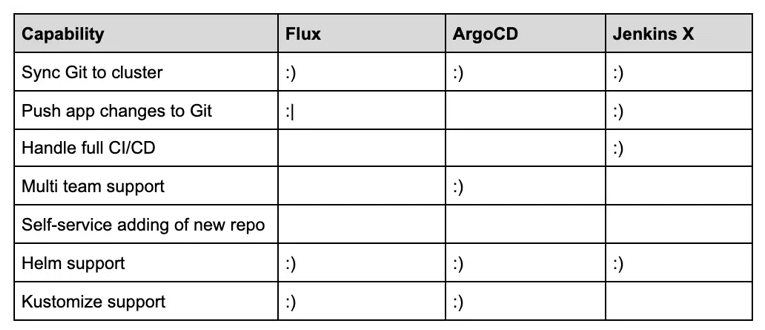 Capability Flux ArgoCD Jenkins X
Sync Git to cluster :) :) :)
Push app changes to Git :| :)
Handle full CI/CD :)
Multi team support :)
Self-service adding of new repo
Helm support :) :) :)
Kustomize support :) :)